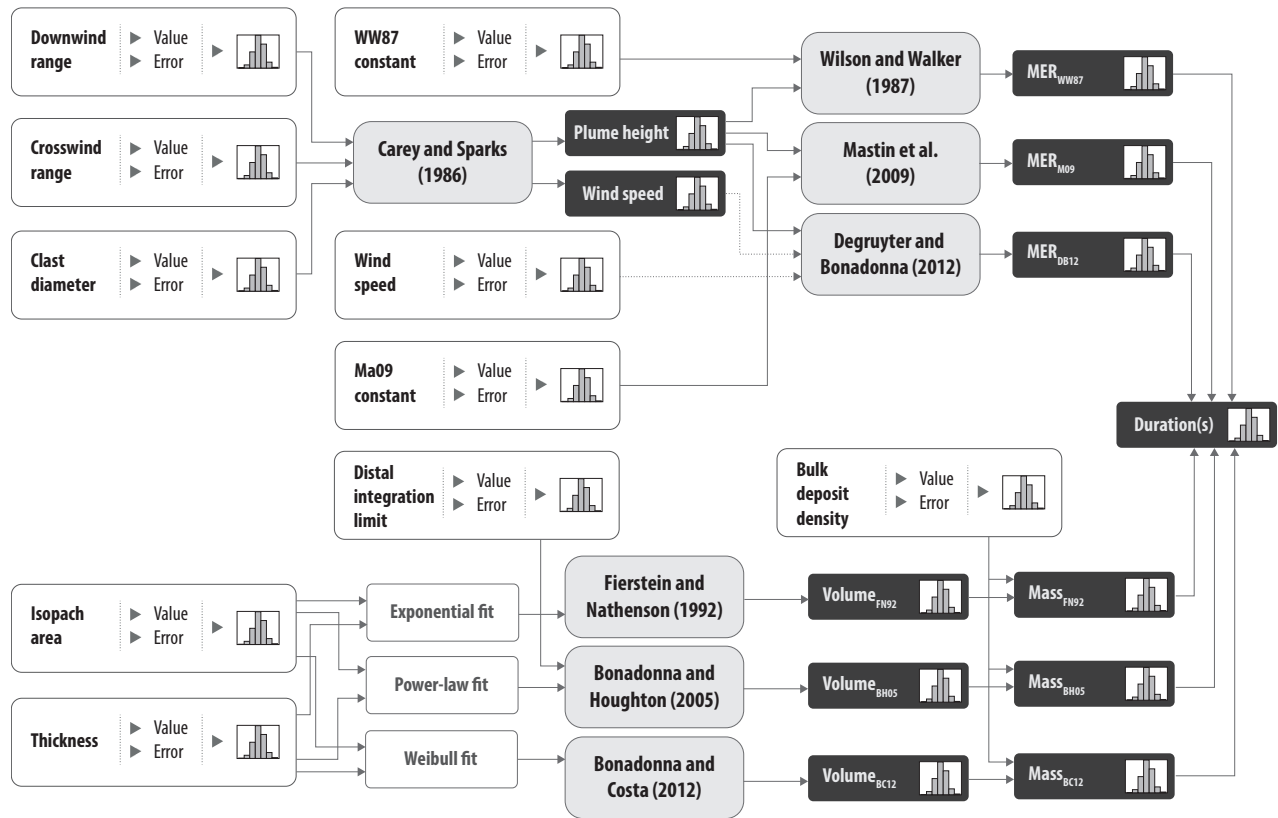 Downwind
range
Value
Error
WW87
constant
Value
Error
Wilson and Walker
(1987)
MER WW87
Crosswind
range
Value
Error
Carey and Sparks
(1986)
Plume height
Mastin et al.
(2009)
MER M09
Wind speed
Clast
diameter
Value
Error
Wind
speed
Value
Error
Degruyter and
Bonadonna (2012)
MER DB12
Ma09
constant
Value
Error
Duration(s)
Distal
integration
limit
Value
Error
Bulk
deposit
density
Value
Error
Isopach
area
Value
Error
Exponential fit
Fierstein and
Nathenson (1992)
Volume FN92
Mass FN92
Power-law fit
Bonadonna and
Houghton (2005)
Volume BH05
Mass BH05
Thickness
Value
Error
Weibull fit
Bonadonna and
Costa (2012)
Volume BC12
Mass BC12